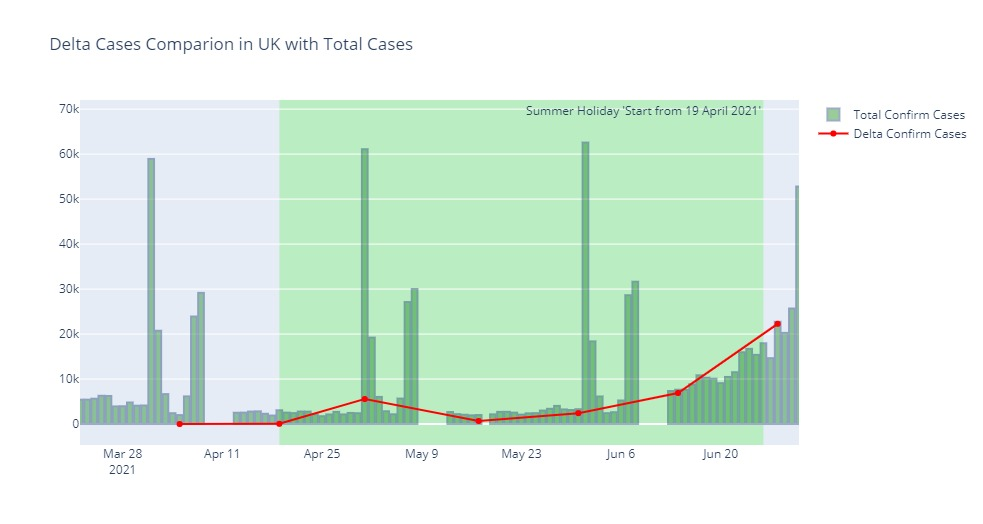 Delta Cases Comparion in UK with Total Cases
70k
60k
50k
40k
30k
20k
10k
0
Summer Holiday 'Start from 19 April 2021'
Total Confirm Cases
Delta Confirm Cases
Mar 28
2021
Apr 11
Apr 25
May 9
May 23
Jun 6
Jun 20